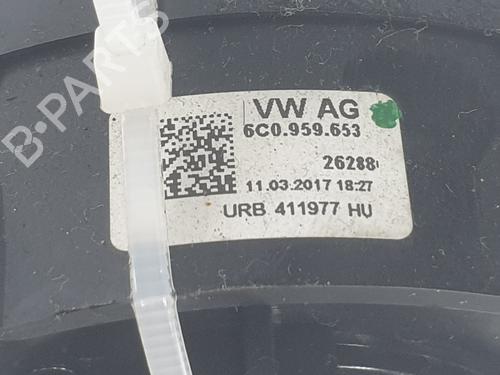 B-PARTS
VW AG
6C0.959.653
26288
11.03.2017 18:27
URB 411977 HU